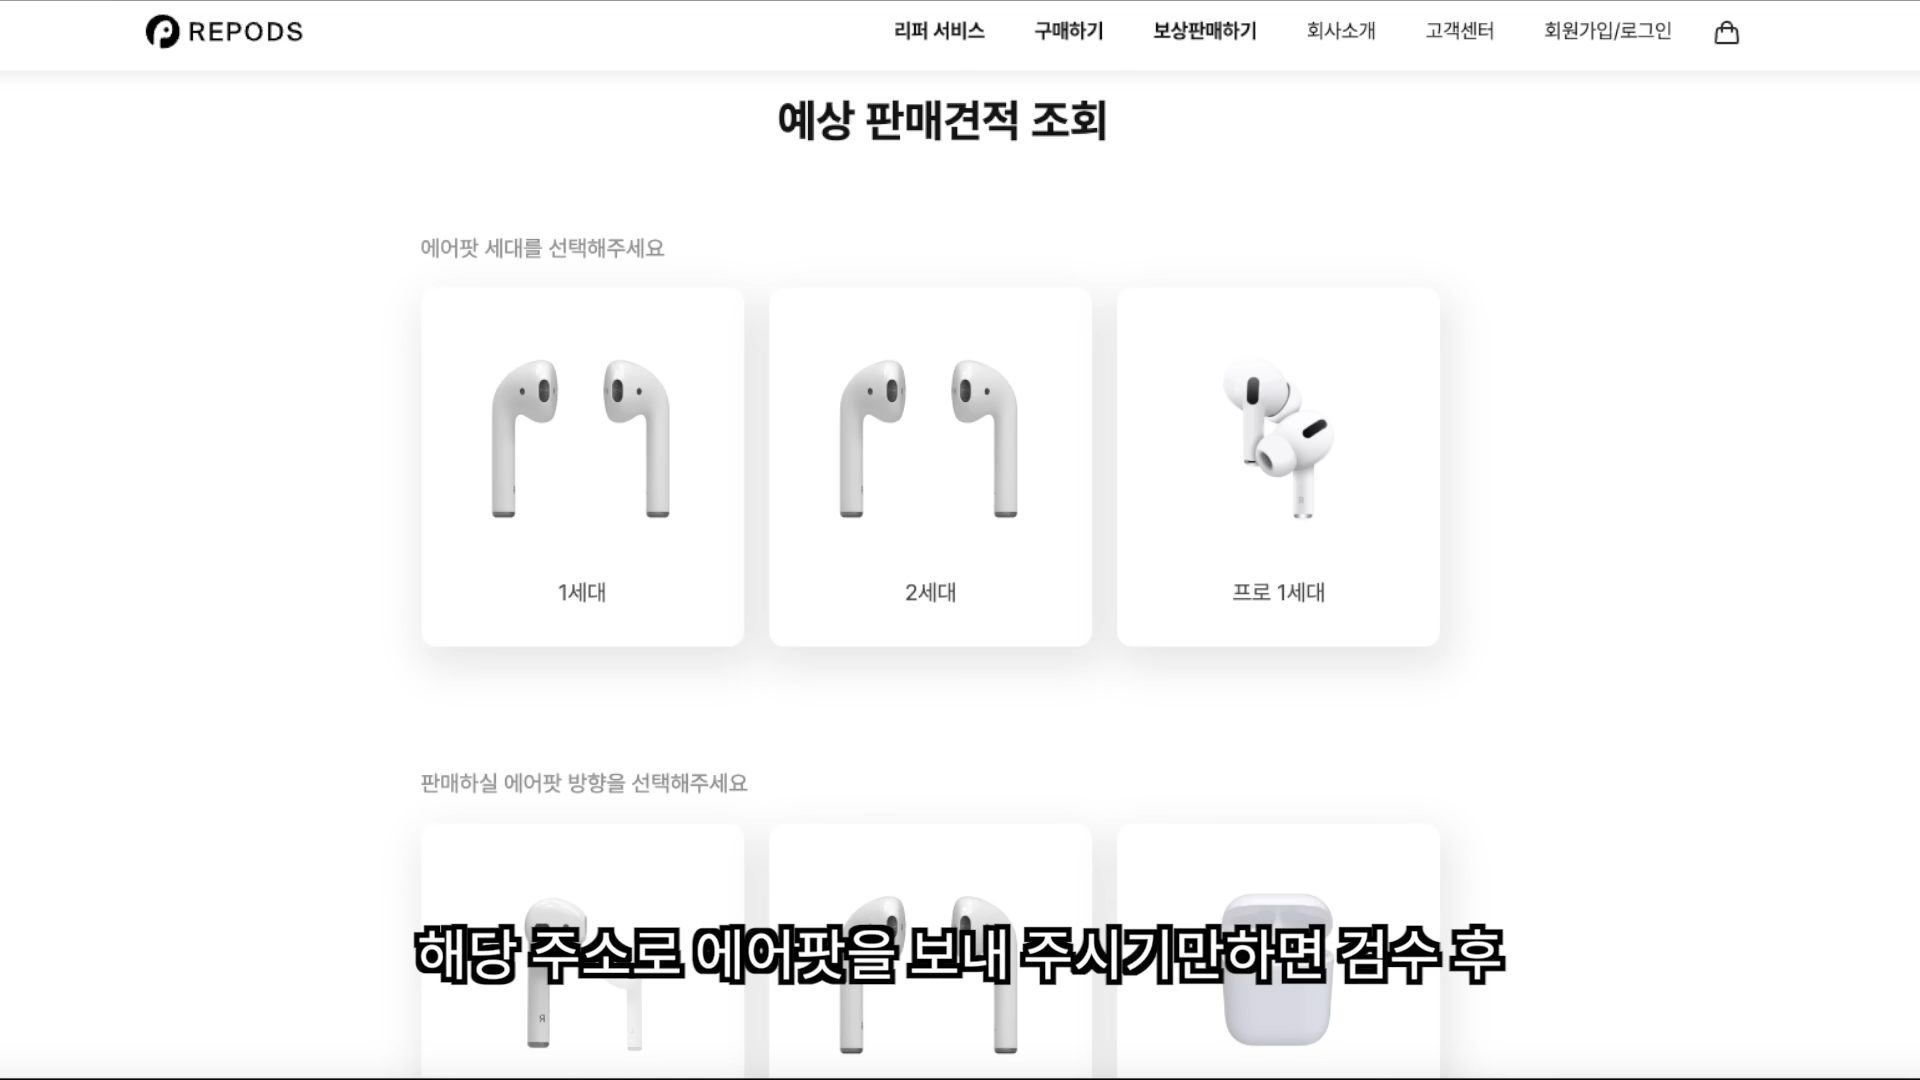 REPODS
리퍼 서비스 구매하기 보상판매하기 회사소개 고객센터 회원가입/로그인
예상 판매견적 조회
에어팟 세대를 선택해주세요
1세대 2세대 프로 1세대
판매하실 에어팟 방향을 선택해주세요
해당 주소로 에어팟을 보내 주시기만하면 검수 후